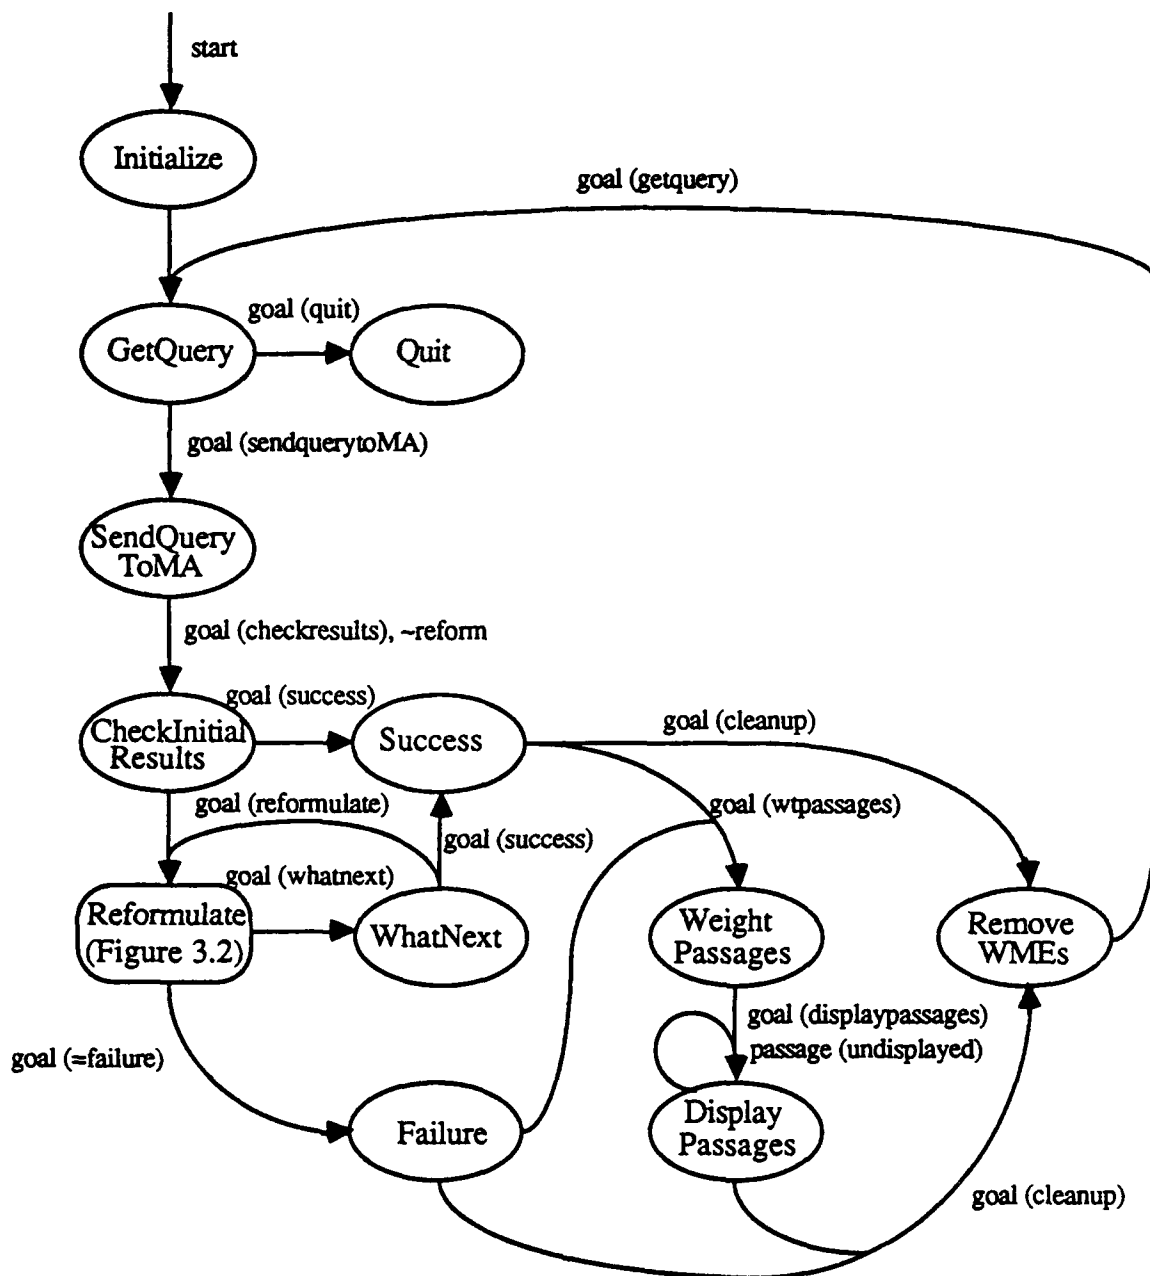 start
Initialize
goal (getquery)
goal (quit)
GetQuery
Quit
goal (sendquerytoMA)
SendQuery
ToMA
goal (checkresults), ~reform
goal (success)
CheckInitial
Results
Success
goal (cleanup)
goal (reformulate)
goal (wtpassages)
goal (success)
goal (whatnext)
Reformulate
(Figure 3.2)
WhatNext
Weight
Passages
Remove
WMEs
goal (displaypassages)
passage (undisplayed)
goal (=failure)
Failure
Display
Passages
goal (cleanup)